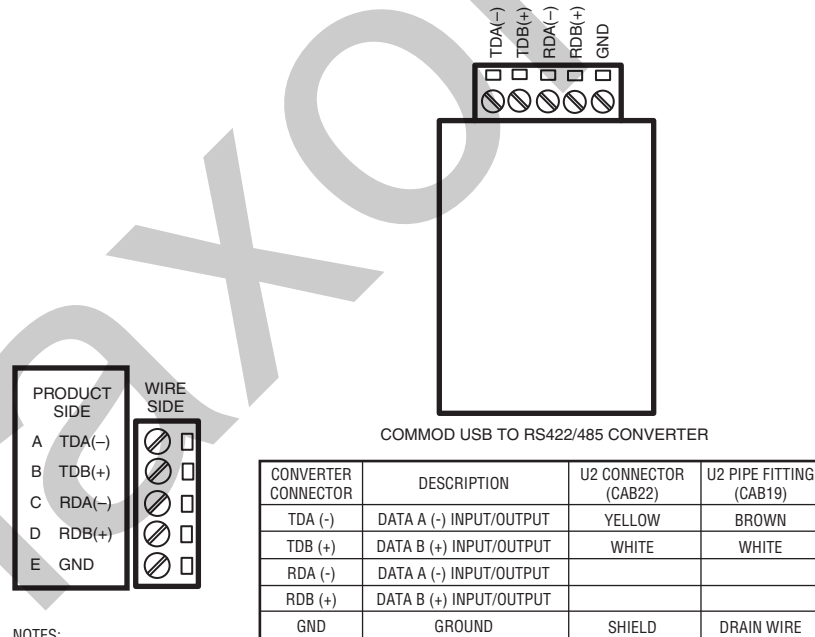 TDA(–)
TDB(+)
RDA(–)
RDB(+)
GND
COMMOD USB TO RS422/485 CONVERTER
PRODUCT SIDE
WIRE SIDE
A TDA(–)
B TDB(+)
C RDA(–)
D RDB(+)
E GND
CONVERTER CONNECTOR DESCRIPTION U2 CONNECTOR (CAB22) U2 PIPE FITTING (CAB19)
TDA (-) DATA A (-) INPUT/OUTPUT YELLOW BROWN
TDB (+) DATA B (+) INPUT/OUTPUT WHITE WHITE
RDA (-) DATA A (-) INPUT/OUTPUT
RDB (+) DATA B (+) INPUT/OUTPUT
GND GROUND SHIELD DRAIN WIRE
NOTES: